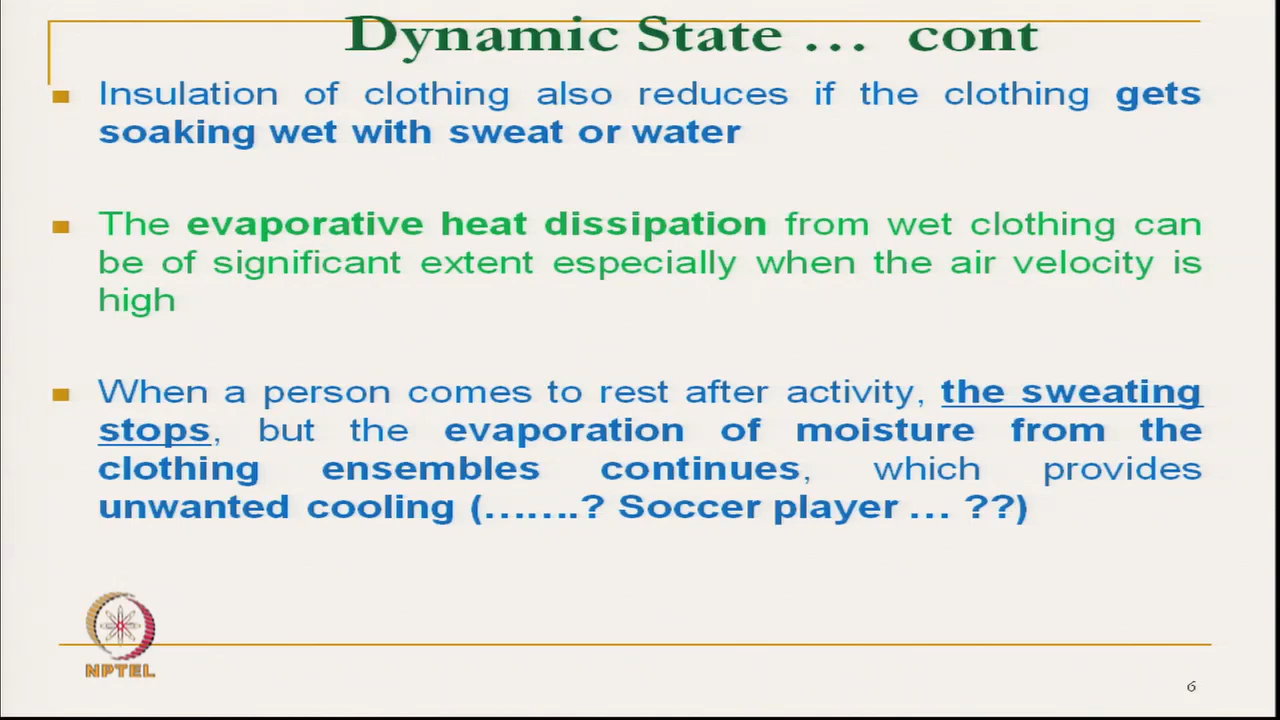 Dynamic State … cont
Insulation of clothing also reduces if the clothing gets
soaking wet with sweat or water
The evaporative heat dissipation from wet clothing can
be of significant extent especially when the air velocity is
high
When a person comes to rest after activity, the sweating
stops, but the evaporation of moisture from the
clothing ensembles continues, which provides
unwanted cooling (…….? Soccer player … ??)
NPTEL
6